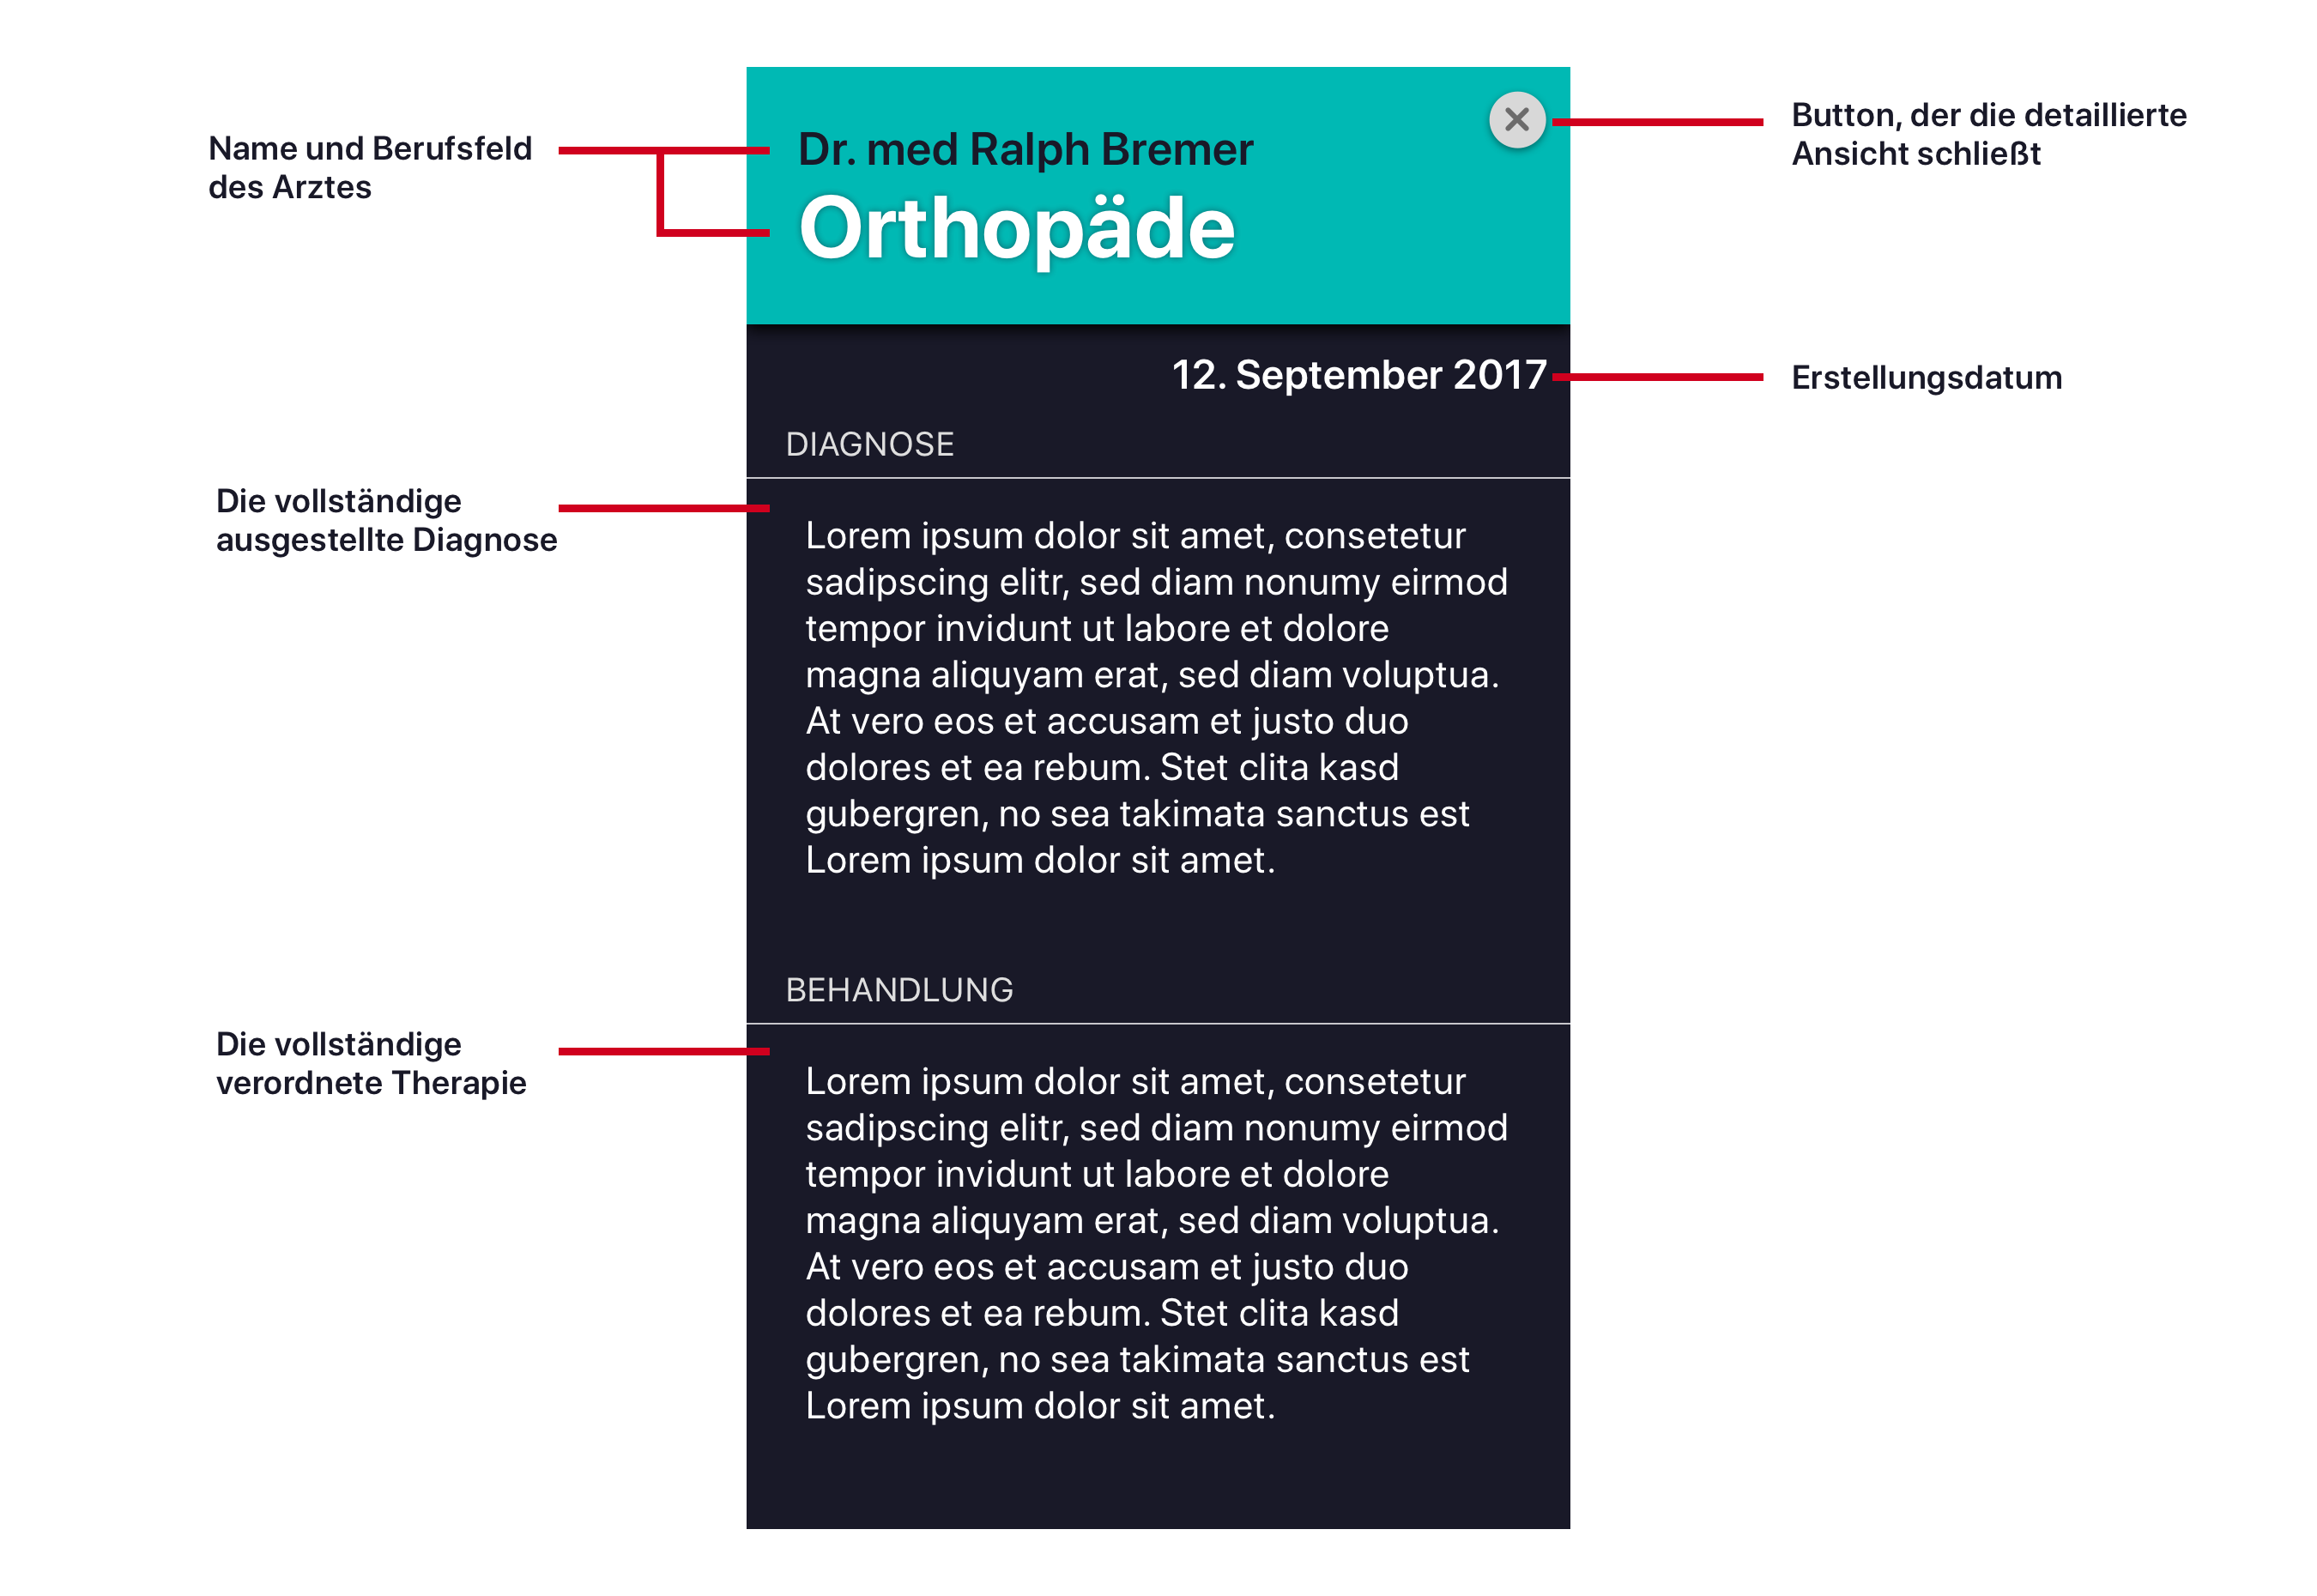 Name und Berufsfeld
des Arztes
Dr. med Ralph Bremer
Orthopäde
Button, der die detaillierte
Ansicht schließt
12. September 2017
Erstellungsdatum
DIAGNOSE
Die vollständige
ausgestellte Diagnose
Lorem ipsum dolor sit amet, consetetur
sadipscing elitr, sed diam nonumy eirmod
tempor invidunt ut labore et dolore
magna aliquyam erat, sed diam voluptua.
At vero eos et accusam et justo duo
dolores et ea rebum. Stet clita kasd
gubergren, no sea takimata sanctus est
Lorem ipsum dolor sit amet.
BEHANDLUNG
Die vollständige
verordnete Therapie
Lorem ipsum dolor sit amet, consetetur
sadipscing elitr, sed diam nonumy eirmod
tempor invidunt ut labore et dolore
magna aliquyam erat, sed diam voluptua.
At vero eos et accusam et justo duo
dolores et ea rebum. Stet clita kasd
gubergren, no sea takimata sanctus est
Lorem ipsum dolor sit amet.